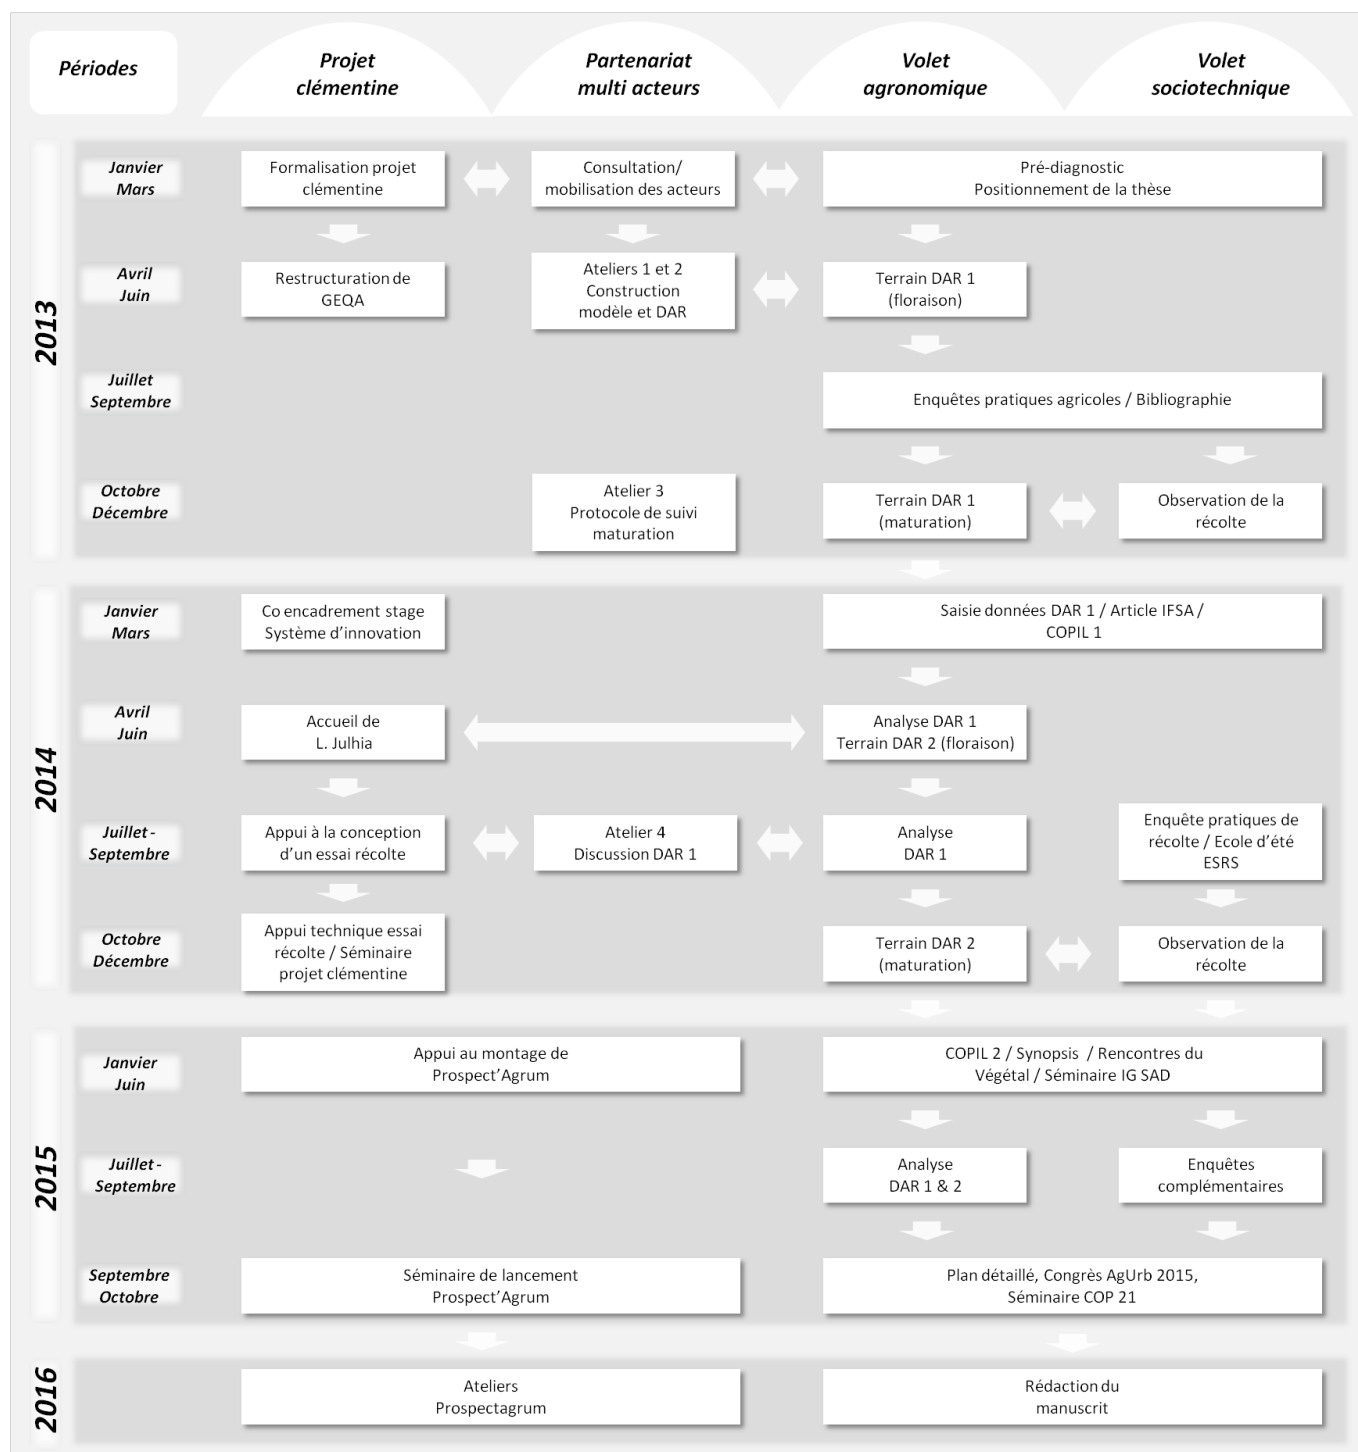 Périodes
Projet
clémentine
Partenariat
multi acteurs
Volet
agronomique
Volet
sociotechnique
2013
Janvier
Mars
Formalisation projet
clémentine
Consultation/
mobilisation des acteurs
Pré-diagnostic
Positionnement de la thèse
Avril
Juin
Restructuration de
GEQA
Ateliers 1 et 2
Construction
modèle et DAR
Terrain DAR 1
(floraison)
Juillet
Septembre
Enquêtes pratiques agricoles / Bibliographie
Octobre
Décembre
Atelier 3
Protocole de suivi
maturation
Terrain DAR 1
(maturation)
Observation de la
récolte
2014
Janvier
Mars
Co encadrement stage
Système d’innovation
Saisie données DAR 1 / Article IFSA /
COPIL 1
Avril
Juin
Accueil de
L. Julhia
Analyse DAR 1
Terrain DAR 2 (floraison)
Juillet -
Septembre
Appui à la conception
d’un essai récolte
Atelier 4
Discussion DAR 1
Analyse
DAR 1
Enquête pratiques de
récolte / Ecole d’été
ESRS
Octobre
Décembre
Appui technique essai
récolte / Séminaire
projet clémentine
Terrain DAR 2
(maturation)
Observation de la
récolte
2015
Janvier
Juin
Appui au montage de
Prospect’Agrum
COPIL 2 / Synopsis / Rencontres du
Végétal / Séminaire IG SAD
Juillet -
Septembre
Analyse
DAR 1 & 2
Enquêtes
complémentaires
Septembre
Octobre
Séminaire de lancement
Prospect’Agrum
Plan détaillé, Congrès AgUrb 2015,
Séminaire COP 21
2016
Ateliers
Prospectagrum
Rédaction du
manuscrit